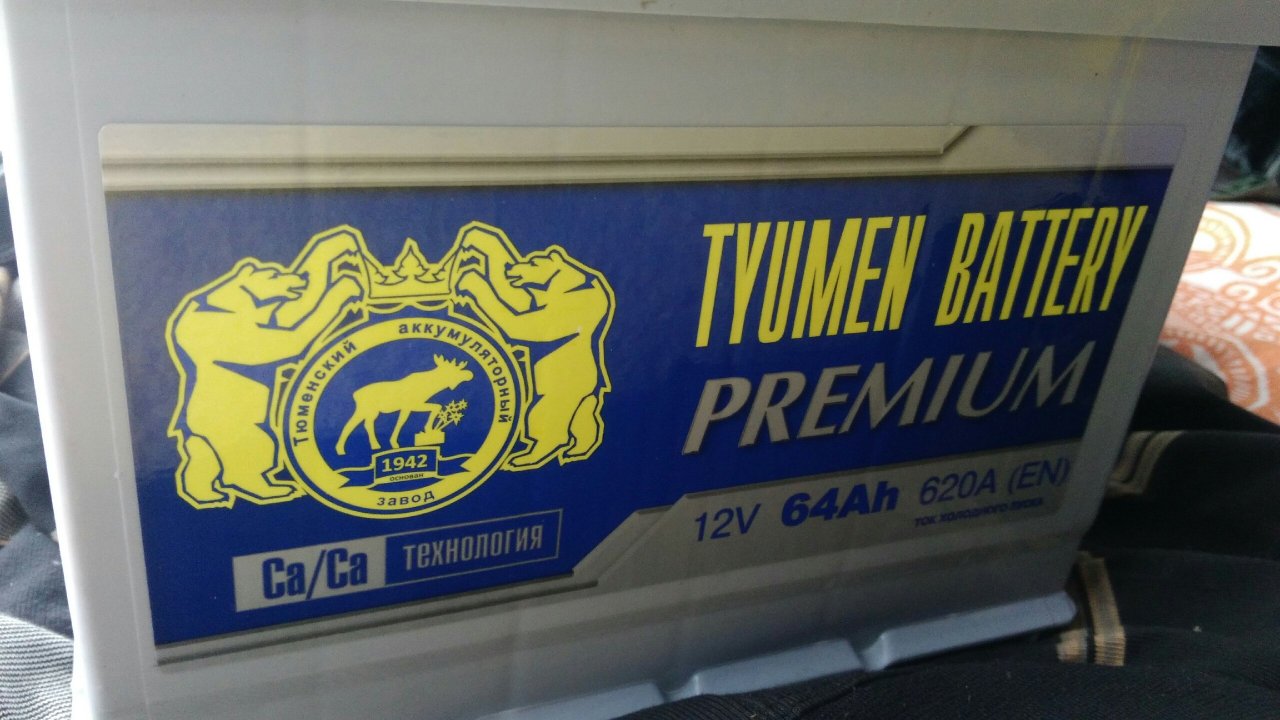 TYUMEN BATTERY
PREMIUM
Тюменский аккумуляторный
завод
1942
основан
12V 64Ah 620A (EN)
ток холодного пуска
Ca/Ca технология